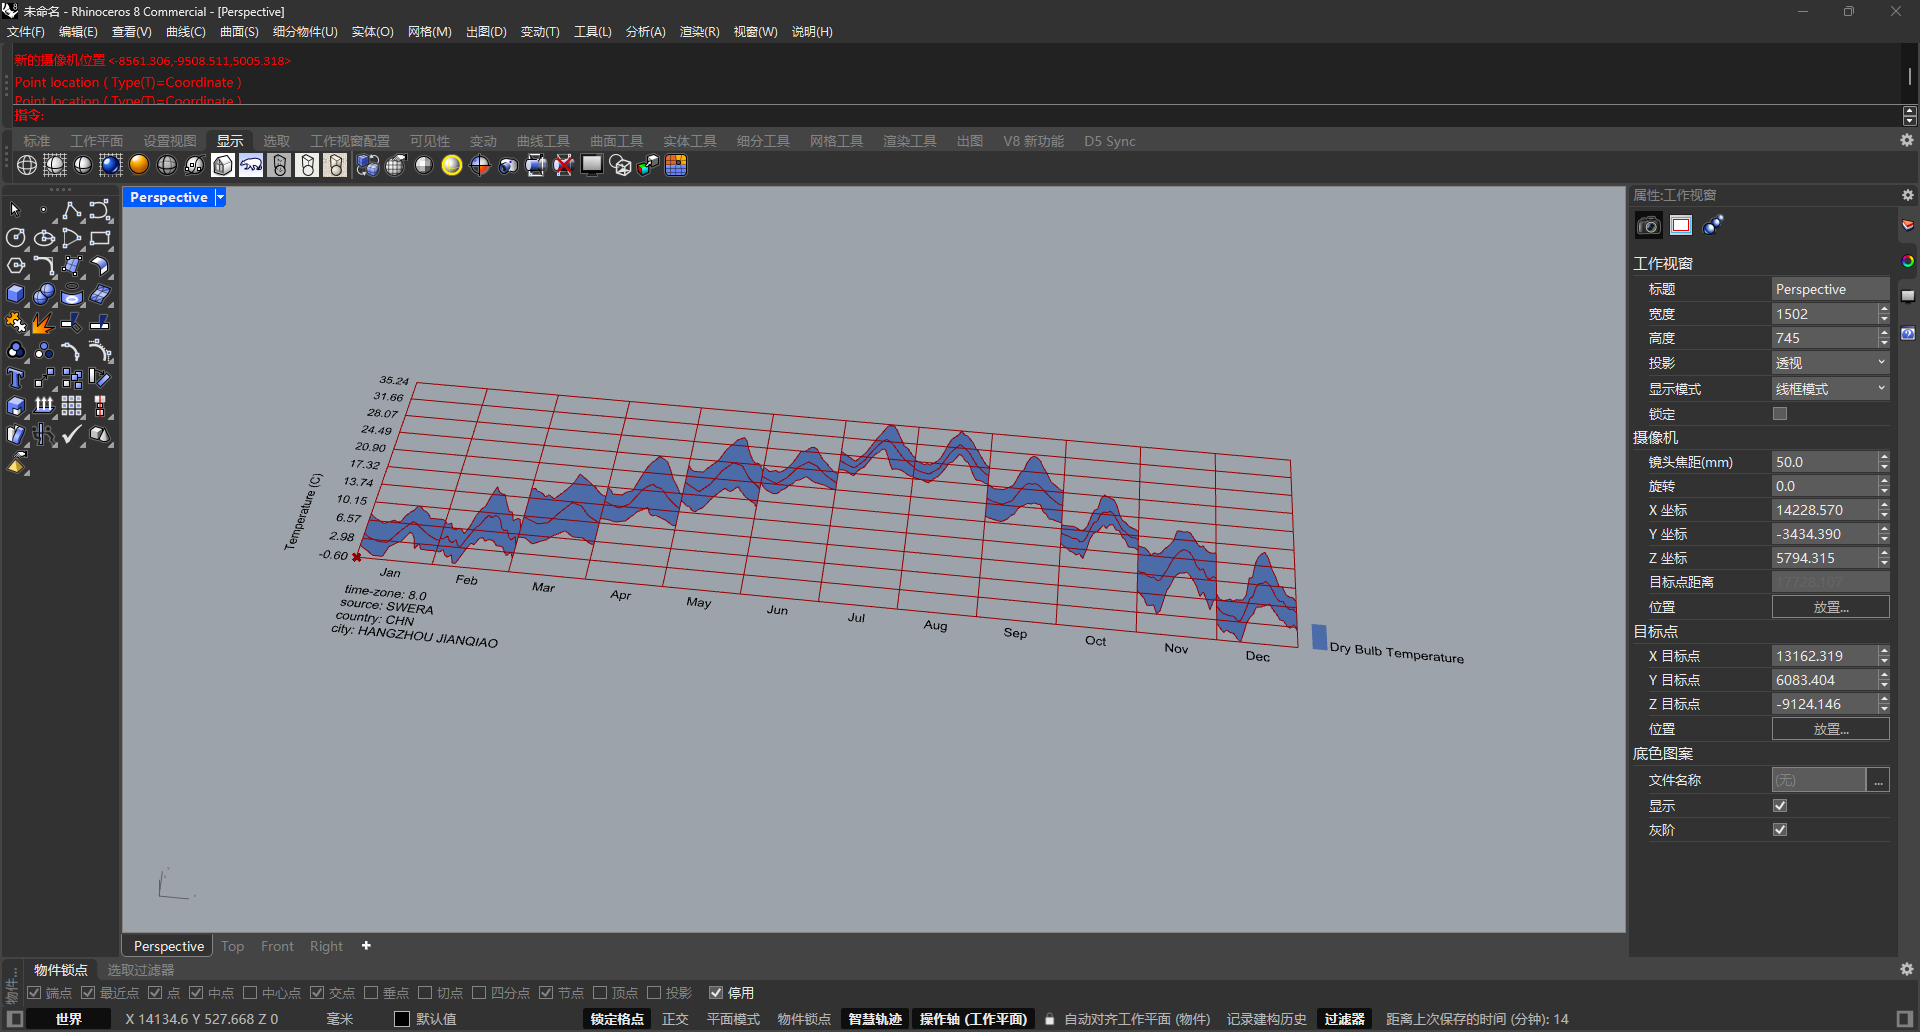 未命名 - Rhinoceros 8 Commercial - [Perspective]
文件(F) 编辑(E) 查看(V) 曲线(C) 曲面(S) 细分物件(U) 实体(O) 网格(M) 出图(D) 变动(T) 工具(L) 分析(A) 渲染(R) 视窗(W) 说明(H)
新的摄像机位置 <-8561.306,-9508.511,5005.318>
Point location ( Type(T)=Coordinate )
Point location ( Type(T)=Coordinate )
指令:
标准 工作平面 设置视图 显示 选取 工作视窗配置 可见性 变动 曲线工具 曲面工具 实体工具 细分工具 网格工具 渲染工具 出图 V8 新功能 D5 Sync
Perspective
35.24
31.66
28.07
24.49
20.90
17.32
13.74
10.15
6.57
2.98
-0.60
Temperature (C)
Jan Feb Mar Apr May Jun Jul Aug Sep Oct Nov Dec
time-zone: 8.0
source: SWERA
country: CHN
city: HANGZHOU JIANQIAO
Dry Bulb Temperature
属性:工作视窗
工作视窗
标题 Perspective
宽度 1502
高度 745
投影 透视
显示模式 线框模式
锁定
摄像机
镜头焦距(mm) 50.0
旋转 0.0
X 坐标 14228.570
Y 坐标 -3434.390
Z 坐标 5794.315
目标点距离 17728.107
位置 放置...
目标点
X 目标点 13162.319
Y 目标点 6083.404
Z 目标点 -9124.146
位置 放置...
底色图案
文件名称 (无) ...
显示
灰阶
Perspective Top Front Right
物件锁点 选取过滤器
物件...
端点 最近点 点 中点 中心点 交点 垂点 切点 四分点 节点 顶点 投影 停用
世界 X 14134.6 Y 527.668 Z 0 毫米 默认值 锁定格点 正交 平面模式 物件锁点 智慧轨迹 操作轴 (工作平面) 自动对齐工作平面 (物件) 记录建构历史 过滤器 距离上次保存的时间 (分钟): 14